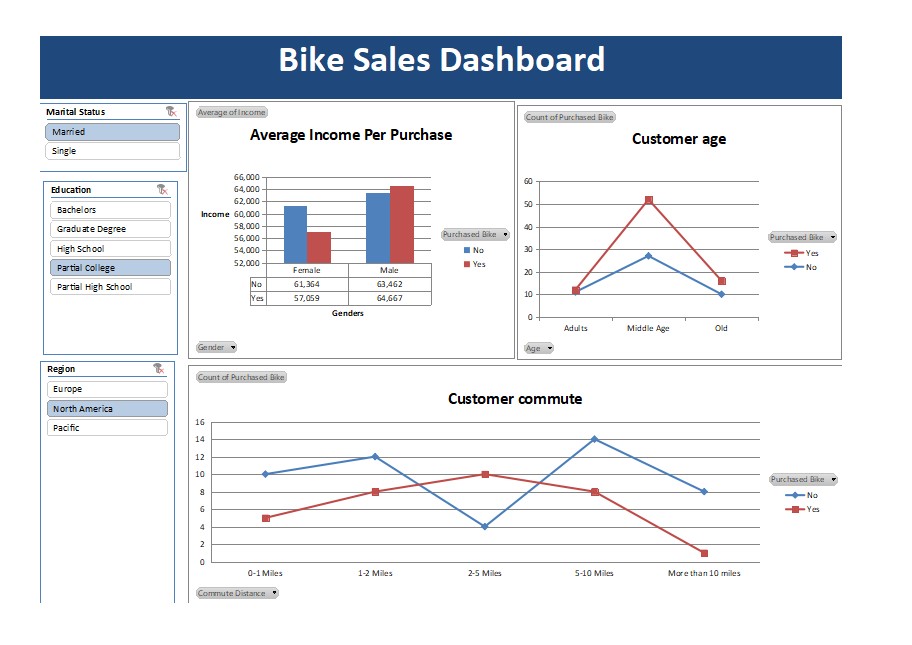 Bike Sales Dashboard
Marital Status
Married
Single
Education
Bachelors
Graduate Degree
High School
Partial College
Partial High School
Region
Europe
North America
Pacific
Average of Income
Average Income Per Purchase
66,000
64,000
62,000
60,000
58,000
56,000
54,000
52,000
Income
Female Male
No 61,364 63,462
Yes 57,059 64,667
Genders
Purchased Bike
No
Yes
Gender
Count of Purchased Bike
Customer age
60
50
40
30
20
10
0
Adults Middle Age Old
Purchased Bike
Yes
No
Age
Count of Purchased Bike
Customer commute
16
14
12
10
8
6
4
2
0
0-1 Miles 1-2 Miles 2-5 Miles 5-10 Miles More than 10 miles
Purchased Bike
No
Yes
Commute Distance